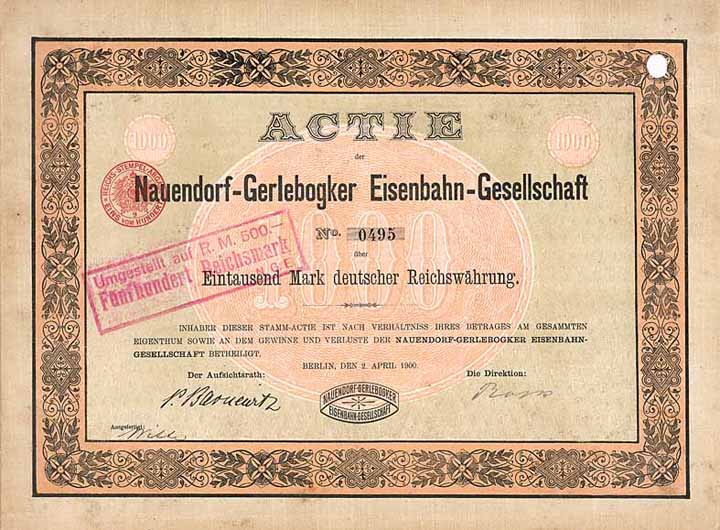 ACTIE
1000
1000
der
Nauendorf-Gerlebogker Eisenbahn-Gesellschaft
No. 0495
1000
über
Eintausend Mark deutscher Reichswährung.
Umgestellt auf R. M. 500.—
Fünfhundert Reichsmark
INHABER DIESER STAMM-ACTIE IST NACH VERHÄLTNISS IHRES BETRAGES AM GESAMMTEN
EIGENTHUM SOWIE AN DEM GEWINNE UND VERLUSTE DER NAUENDORF-GERLEBOGKER EISENBAHN-
GESELLSCHAFT BETHEILIGT.
BERLIN, DEN 2. APRIL 1900.
Der Aufsichtsrath:
Die Direktion:
NAUENDORF-GERLEBOGKER
EISENBAHN-GESELLSCHAFT
Ausgefertigt: